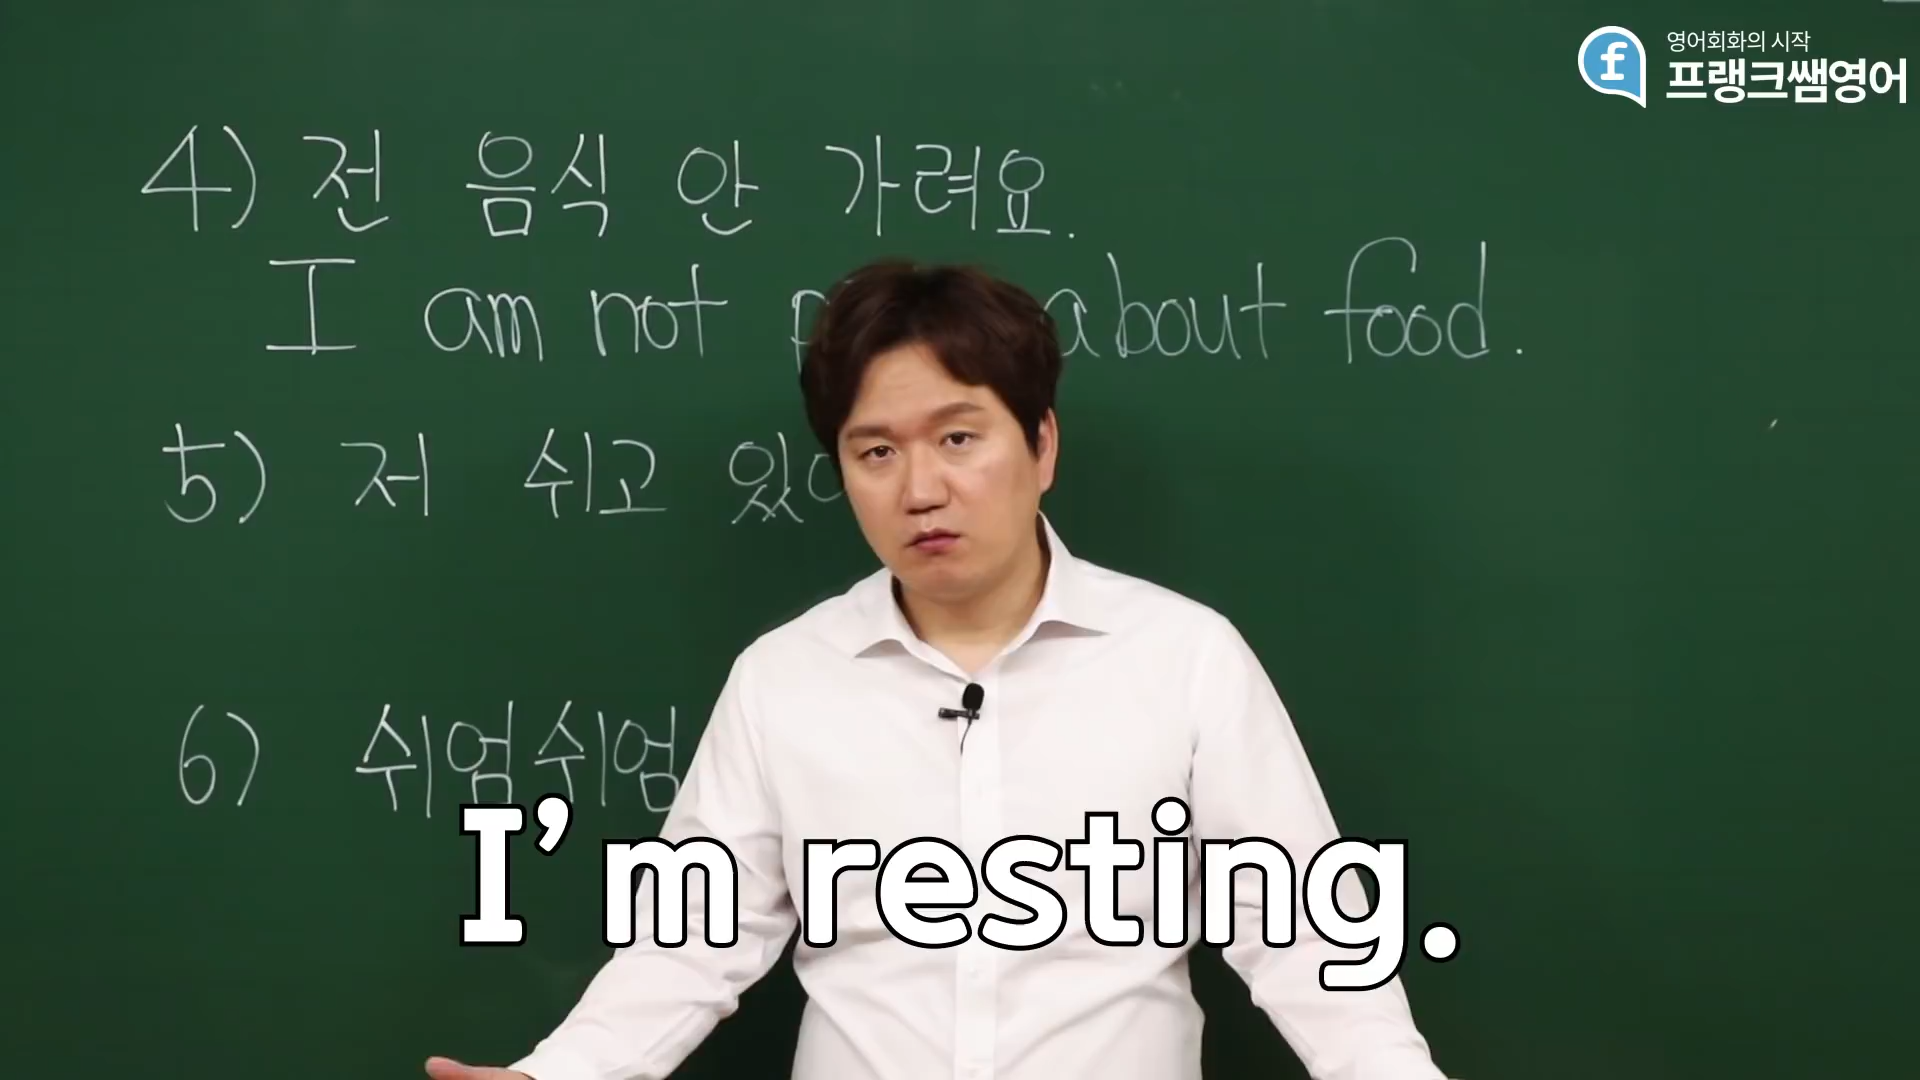 영어회화의 시작
프랭크쌤영어
4) 전 음식 안 가려요.
I am not about food.
5) 저 쉬고
6) 쉬엄쉬엄
I'm resting.